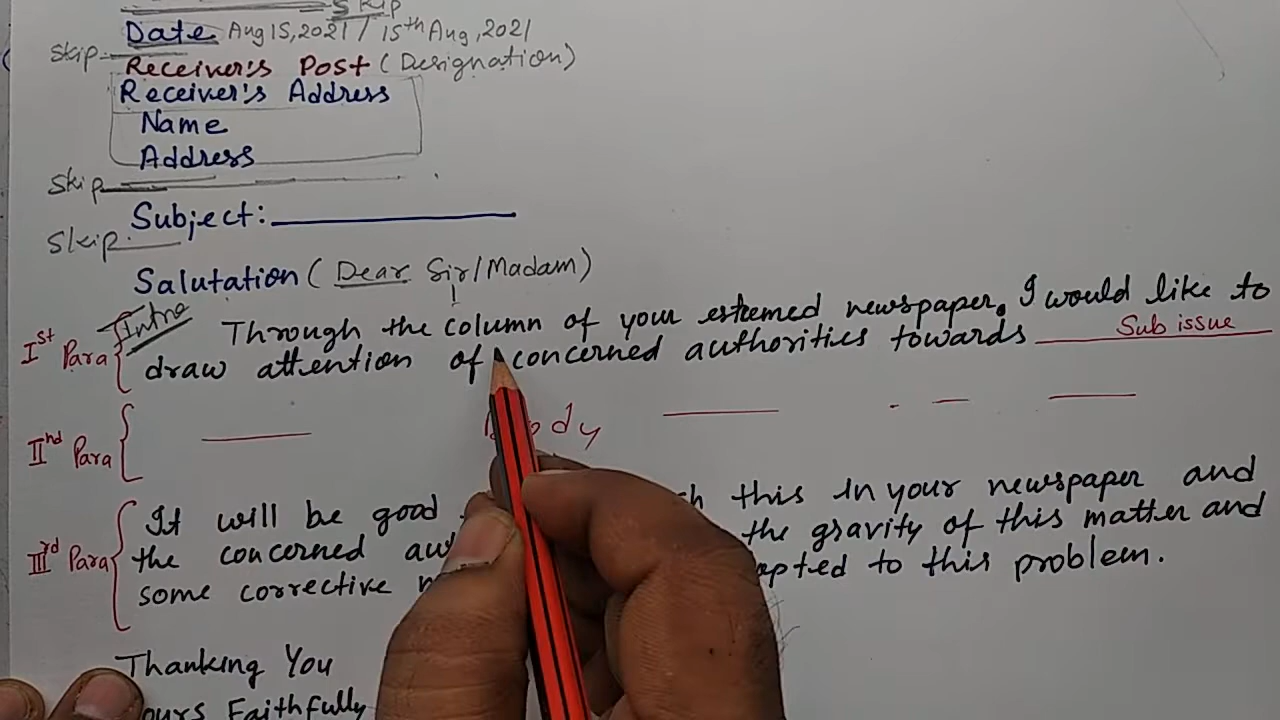 Skip
Date Aug 15, 2021 / 15th Aug, 2021
Skip
Receiver's Post (Designation)
Receiver's Address
Name
Address
Skip
Subject:
Skip
Salutation (Dear Sir/Madam)
Ist Para Intro Through the column of your estemed newspaper. I would like to
draw attention of concerned authorities towards Sub issue
IInd Para Body
IIIrd Para It will be good this in your newspaper and
the concerned the gravity of this matter and
some corrective to this problem.
Thanking You
Faithfully